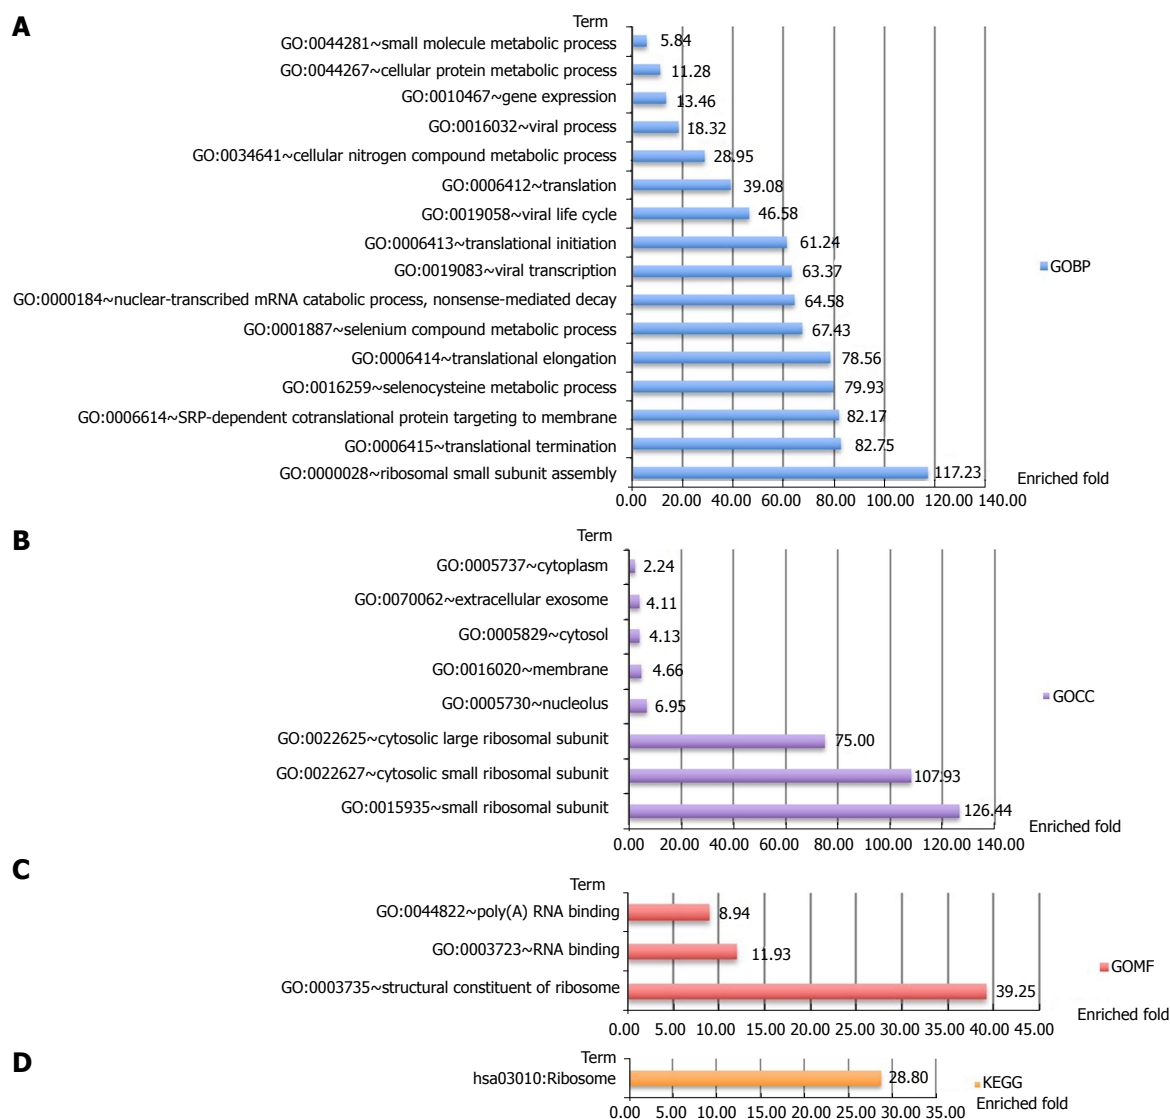 A
Term
GO:0044281~small molecule metabolic process 5.84
GO:0044267~cellular protein metabolic process 11.28
GO:0010467~gene expression 13.46
GO:0016032~viral process 18.32
GO:0034641~cellular nitrogen compound metabolic process 28.95
GO:0006412~translation 39.08
GO:0019058~viral life cycle 46.58
GO:0006413~translational initiation 61.24
GO:0019083~viral transcription 63.37
GOBP
GO:0000184~nuclear-transcribed mRNA catabolic process, nonsense-mediated decay 64.58
GO:0001887~selenium compound metabolic process 67.43
GO:0006414~translational elongation 78.56
GO:0016259~selenocysteine metabolic process 79.93
GO:0006614~SRP-dependent cotranslational protein targeting to membrane 82.17
GO:0006415~translational termination 82.75
GO:0000028~ribosomal small subunit assembly 117.23
Enriched fold
0.00 20.00 40.00 60.00 80.00 100.00 120.00 140.00
B
Term
GO:0005737~cytoplasm 2.24
GO:0070062~extracellular exosome 4.11
GO:0005829~cytosol 4.13
GO:0016020~membrane 4.66
GO:0005730~nucleolus 6.95
GOCC
GO:0022625~cytosolic large ribosomal subunit 75.00
GO:0022627~cytosolic small ribosomal subunit 107.93
GO:0015935~small ribosomal subunit 126.44
Enriched fold
0.00 20.00 40.00 60.00 80.00 100.00 120.00 140.00
C
Term
GO:0044822~poly(A) RNA binding 8.94
GO:0003723~RNA binding 11.93
GOMF
GO:0003735~structural constituent of ribosome 39.25
Enriched fold
0.00 5.00 10.00 15.00 20.00 25.00 30.00 35.00 40.00 45.00
D
Term
hsa03010:Ribosome 28.80
KEGG
Enriched fold
0.00 5.00 10.00 15.00 20.00 25.00 30.00 35.00